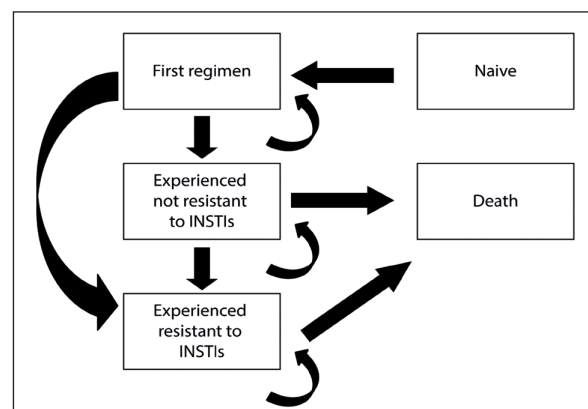 First regimen
Naive
Experienced
not resistant
to INSTIs
Death
Experienced
resistant to
INSTIs